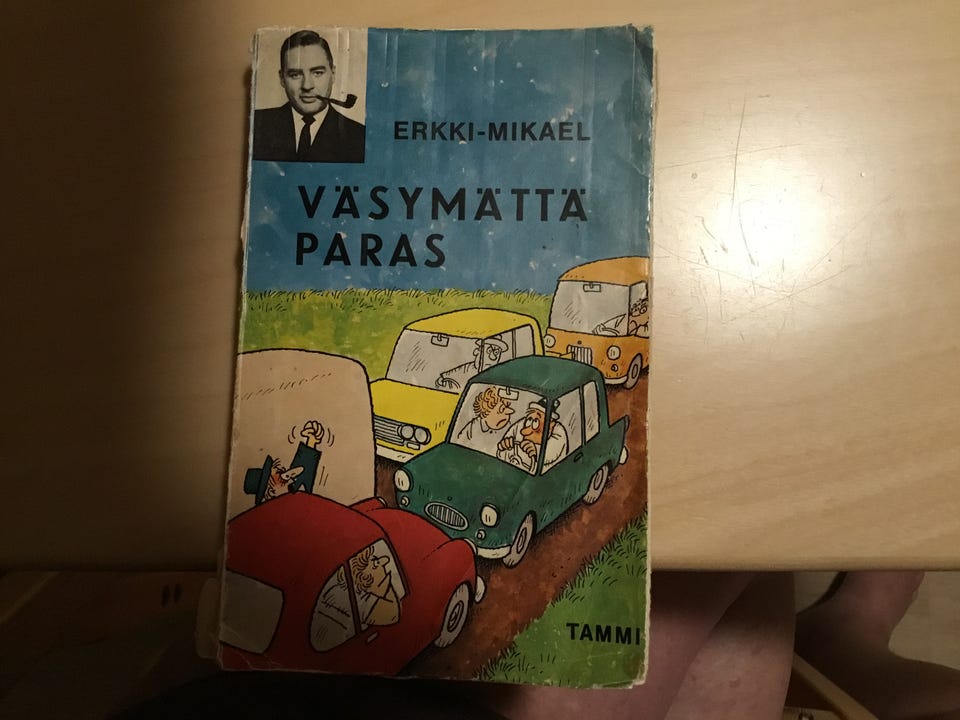 ERKKI-MIKAEL
VÄSYMÄTTÄ
PARAS
TAMMI